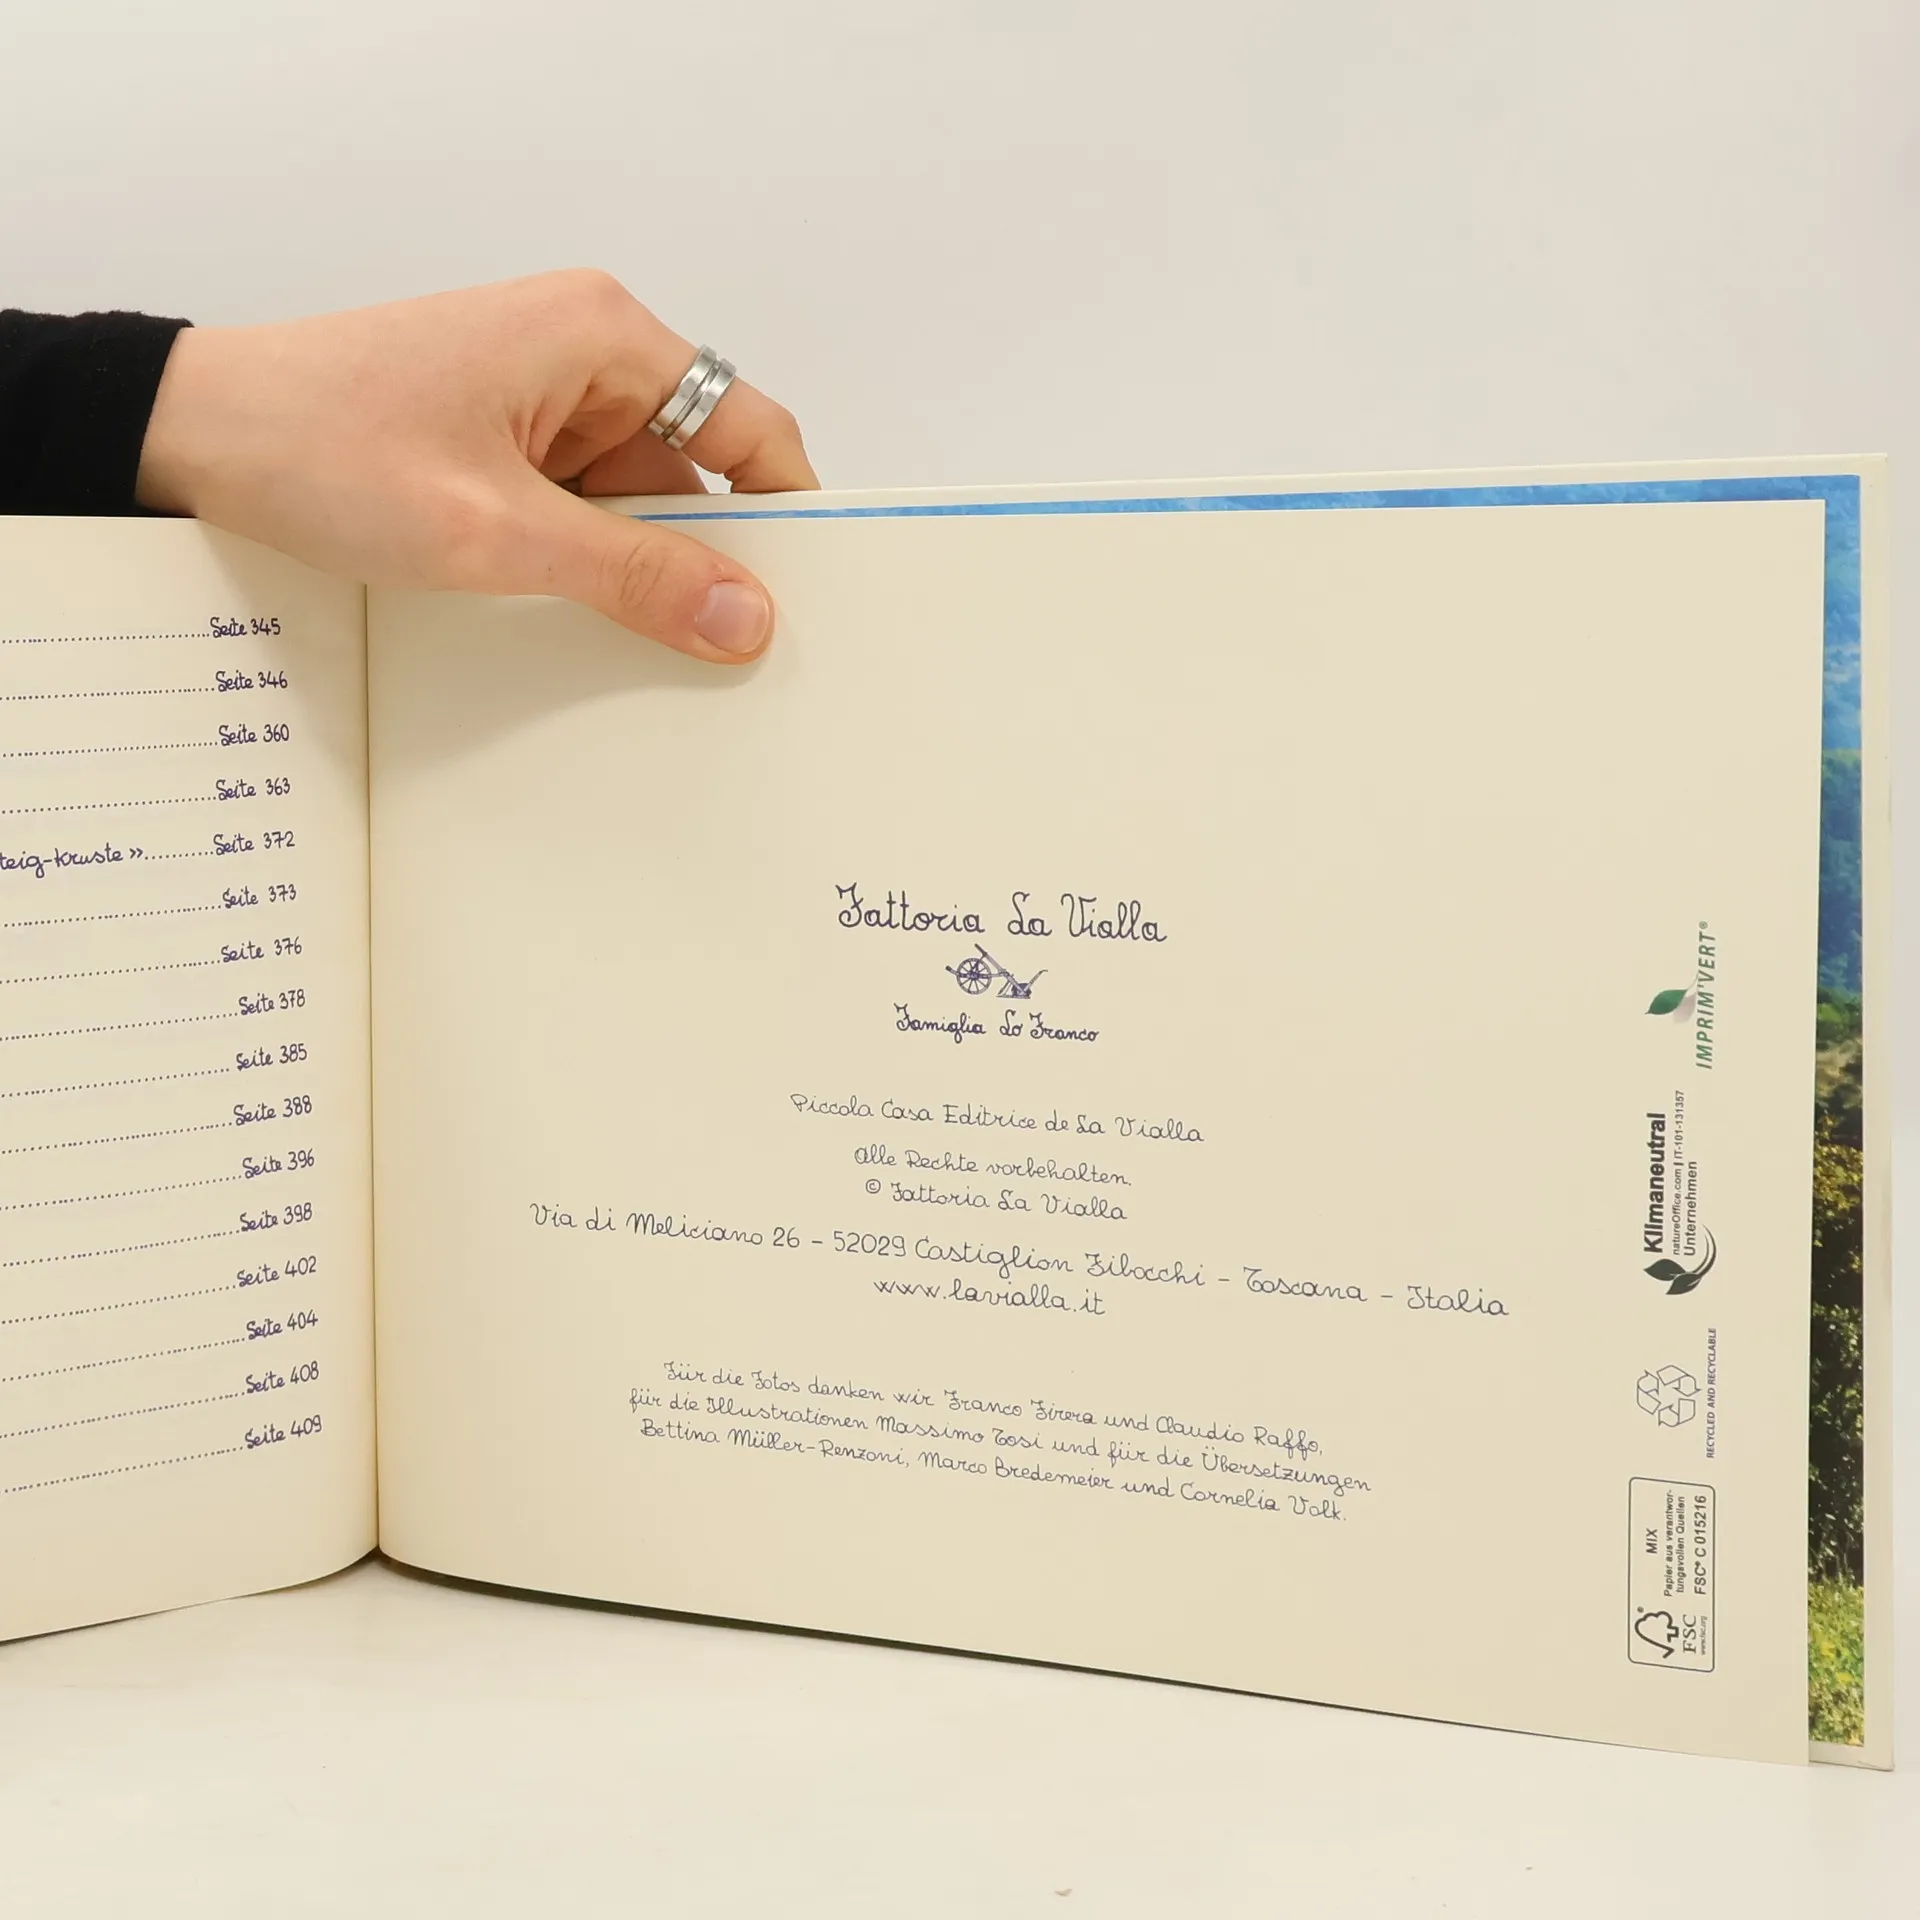 Seite 345
Seite 346
Seite 360
Seite 363
teig-kruste » Seite 372
Seite 373
Seite 376
Seite 378
Seite 385
Seite 388
Seite 396
Seite 398
Seite 402
Seite 404
Seite 408
Seite 409
Fattoria La Vialla
Famiglia Lo Franco
Piccola Casa Editrice de La Vialla
Alle Rechte vorbehalten.
© Fattoria La Vialla
Via di Meliciano 26 – 52029 Castiglion Fibocchi – Toscana – Italia
www.lavialla.it
Für die Fotos danken wir Franco Firera und Claudio Raffo,
für die Illustrationen Massimo Tosi und für die Übersetzungen
Bettina Müller-Renzoni, Marco Bredemeier und Cornelia Volk.
IMPRIM'VERT®
Klimaneutral
natureOffice.com | IT-101-131357
Unternehmen
RECYCLED AND RECYCLABLE
MIX
Papier aus verantwor-
tungsvollen Quellen
FSC® C015216
FSC
www.fsc.org